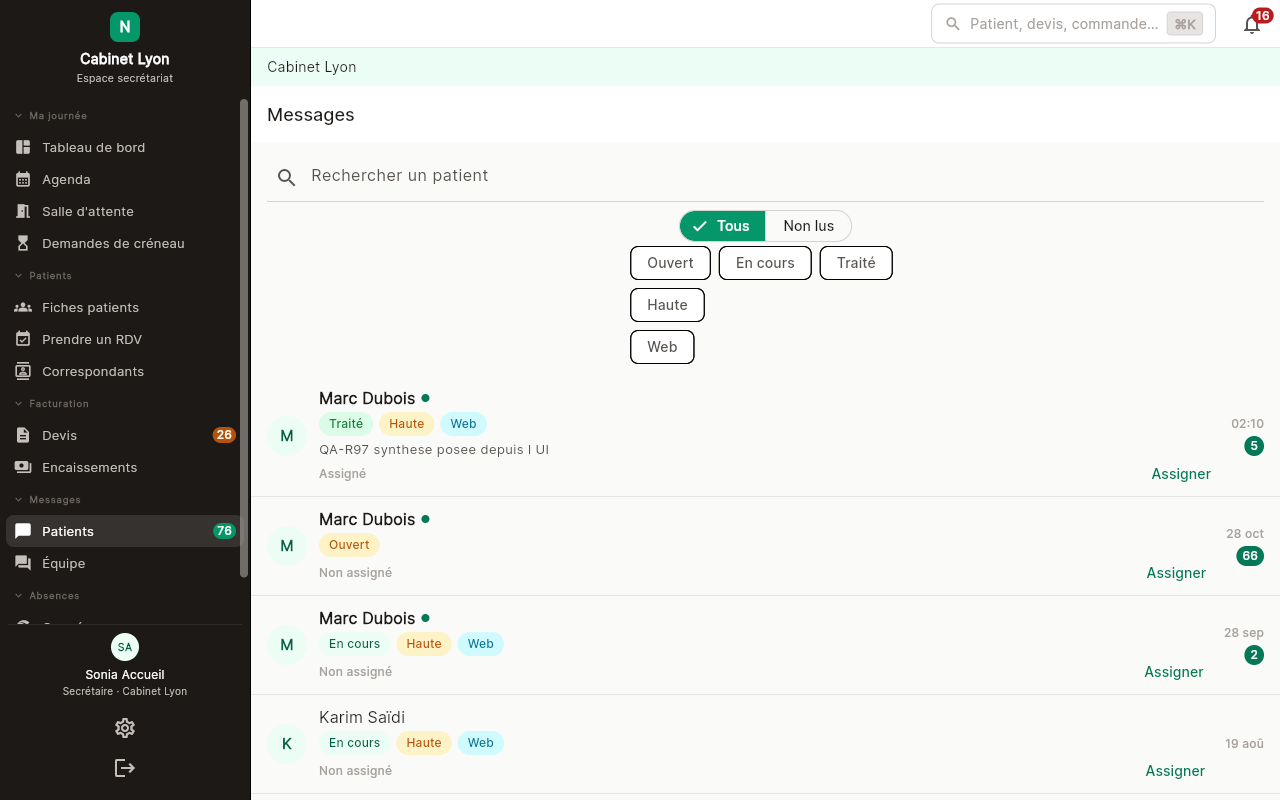 N
Cabinet Lyon
Espace secrétariat
Ma journée
Tableau de bord
Agenda
Salle d'attente
Demandes de créneau
Patients
Fiches patients
Prendre un RDV
Correspondants
Facturation
Devis 26
Encaissements
Messages
Patients 76
Équipe
Absences
SA
Sonia Accueil
Secrétaire · Cabinet Lyon
Patient, devis, commande... ⌘K
16
Cabinet Lyon
Messages
Rechercher un patient
Tous Non lus
Ouvert En cours Traité
Haute
Web
M
Marc Dubois
Traité Haute Web
QA-R97 synthese posee depuis l UI
Assigné
02:10
5
Assigner
M
Marc Dubois
Ouvert
Non assigné
28 oct
66
Assigner
M
Marc Dubois
En cours Haute Web
Non assigné
28 sep
2
Assigner
K
Karim Saïdi
En cours Haute Web
Non assigné
19 aoû
Assigner